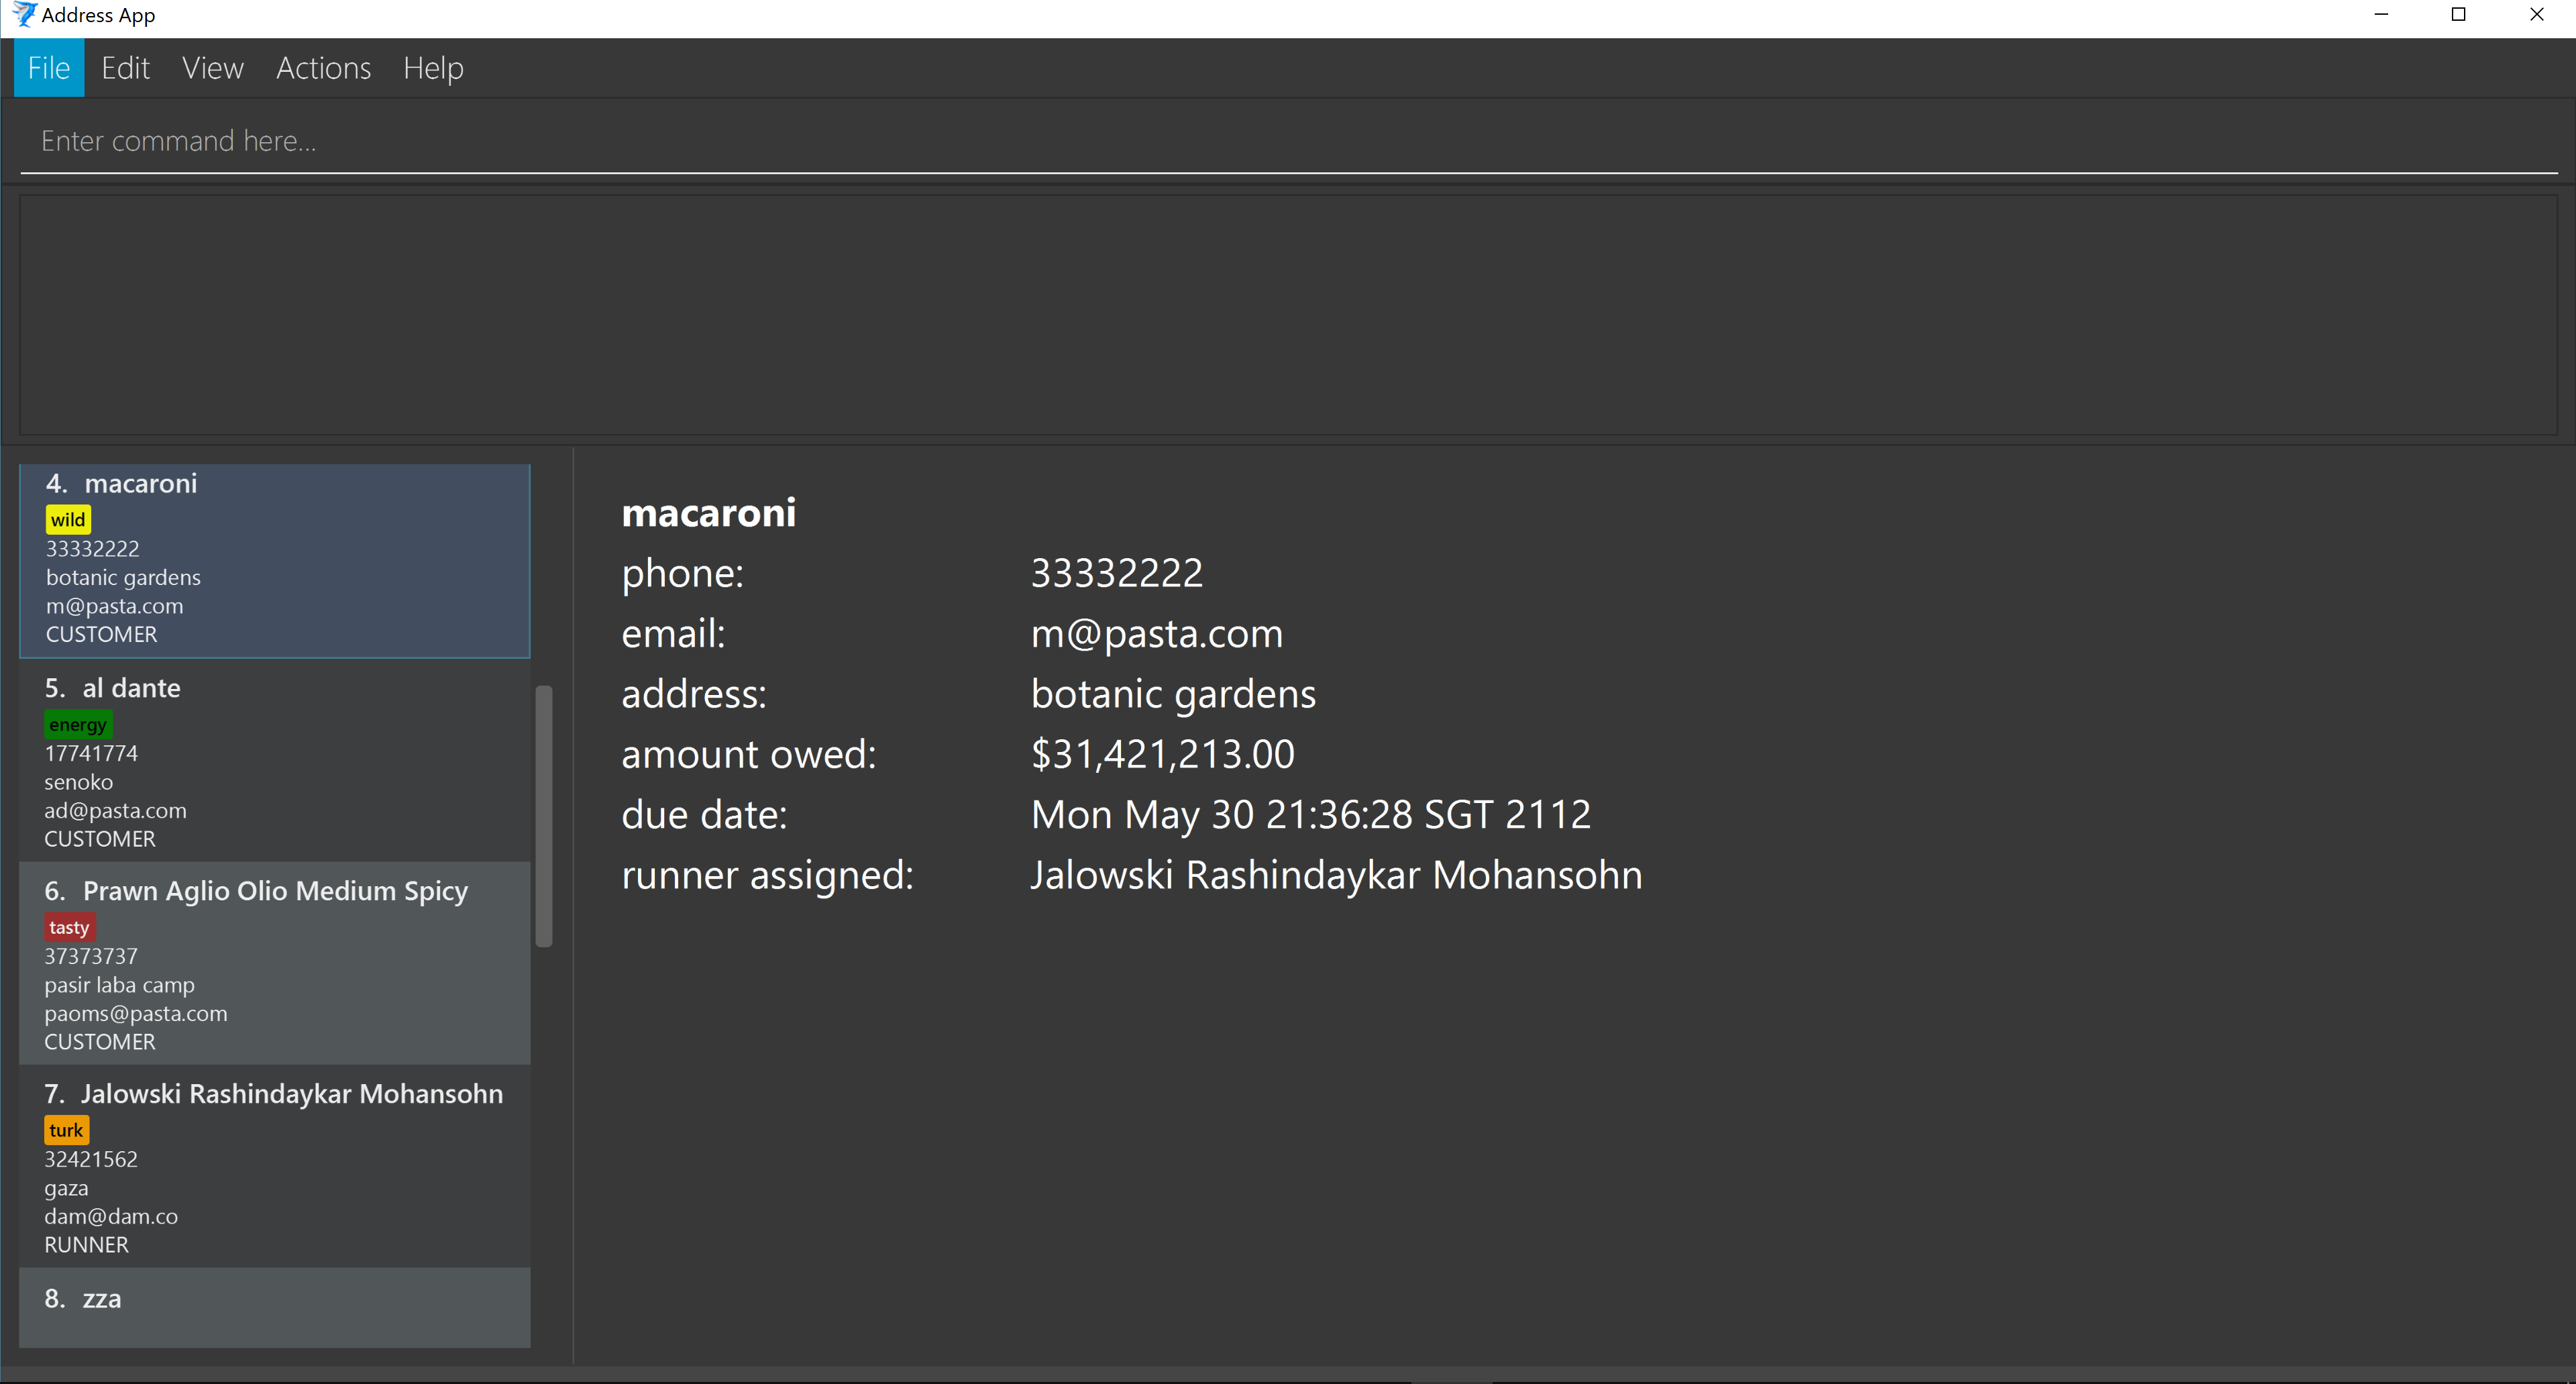 Address App
File Edit View Actions Help
Enter command here...
4. macaroni
wild
33332222
botanic gardens
m@pasta.com
CUSTOMER
5. al dante
energy
17741774
senoko
ad@pasta.com
CUSTOMER
6. Prawn Aglio Olio Medium Spicy
tasty
37373737
pasir laba camp
paoms@pasta.com
CUSTOMER
7. Jalowski Rashindaykar Mohansohn
turk
32421562
gaza
dam@dam.co
RUNNER
8. zza
macaroni
phone: 33332222
email: m@pasta.com
address: botanic gardens
amount owed: $31,421,213.00
due date: Mon May 30 21:36:28 SGT 2112
runner assigned: Jalowski Rashindaykar Mohansohn